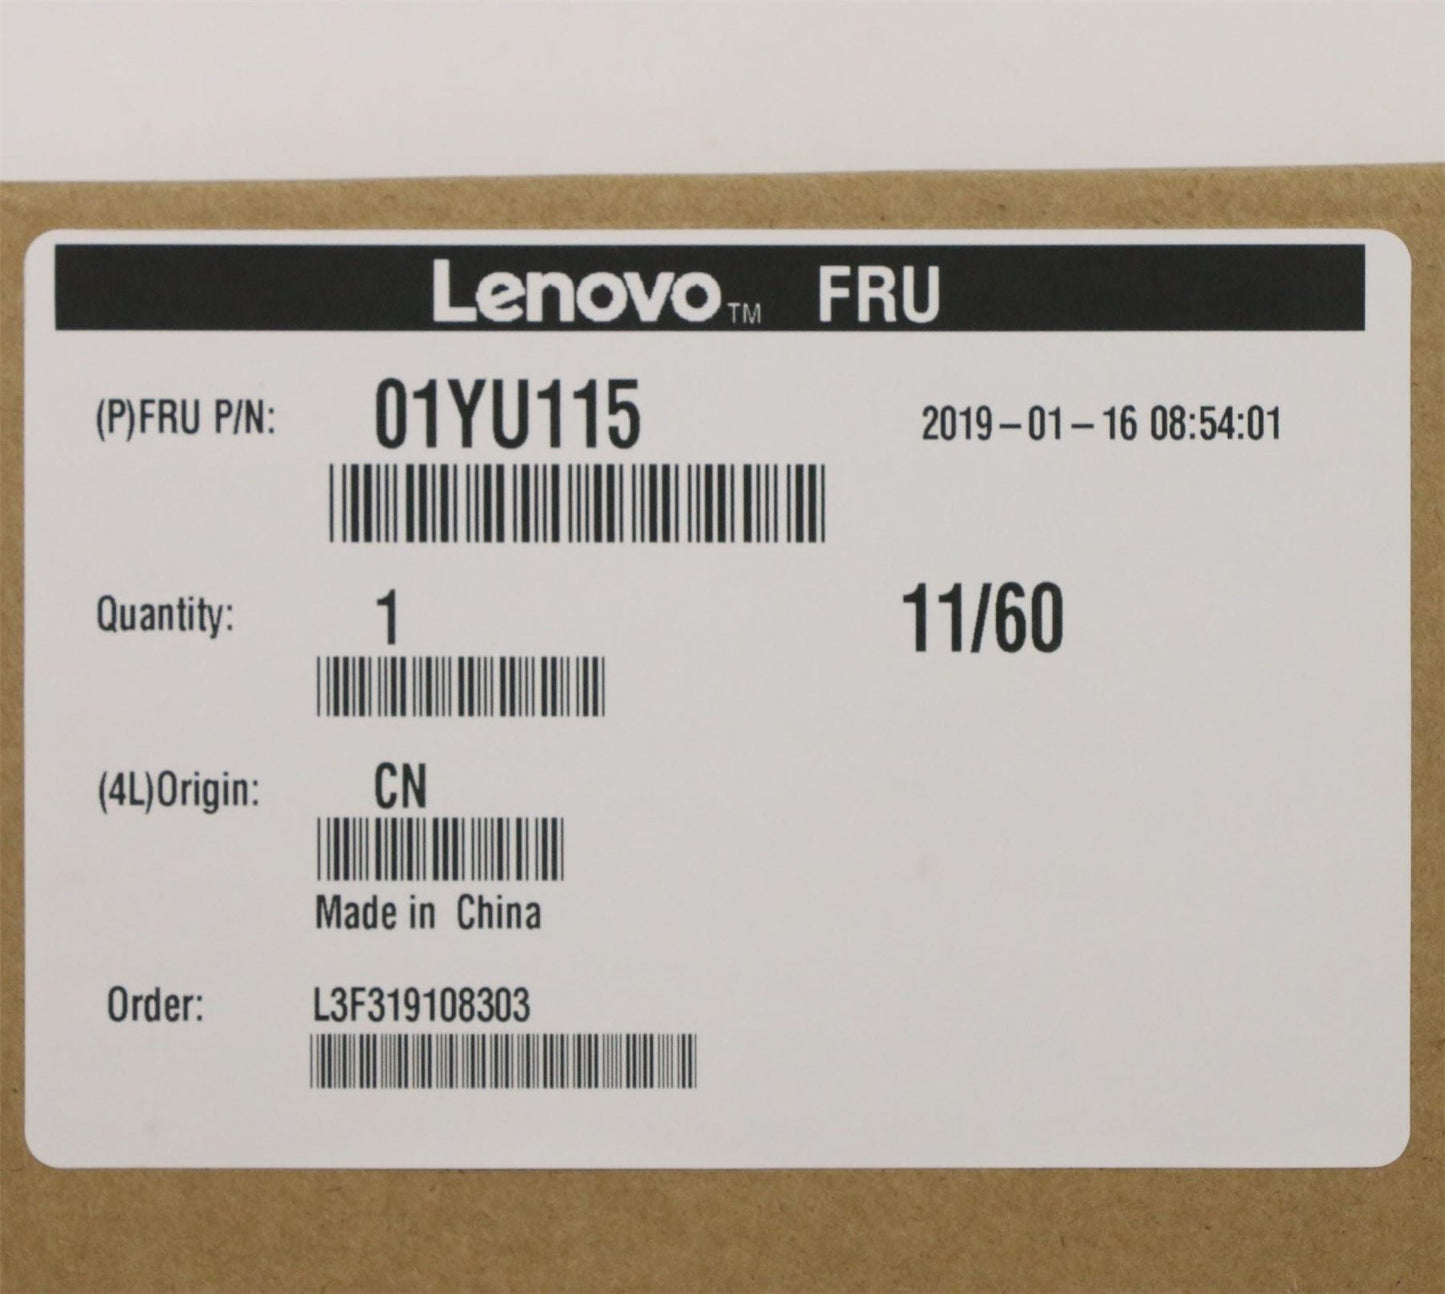 Lenovo™ FRU
(P)FRU P/N: 01YU115 2019-01-16 08:54:01
Quantity: 1 11/60
(4L)Origin: CN
Made in China
Order: L3F319108303